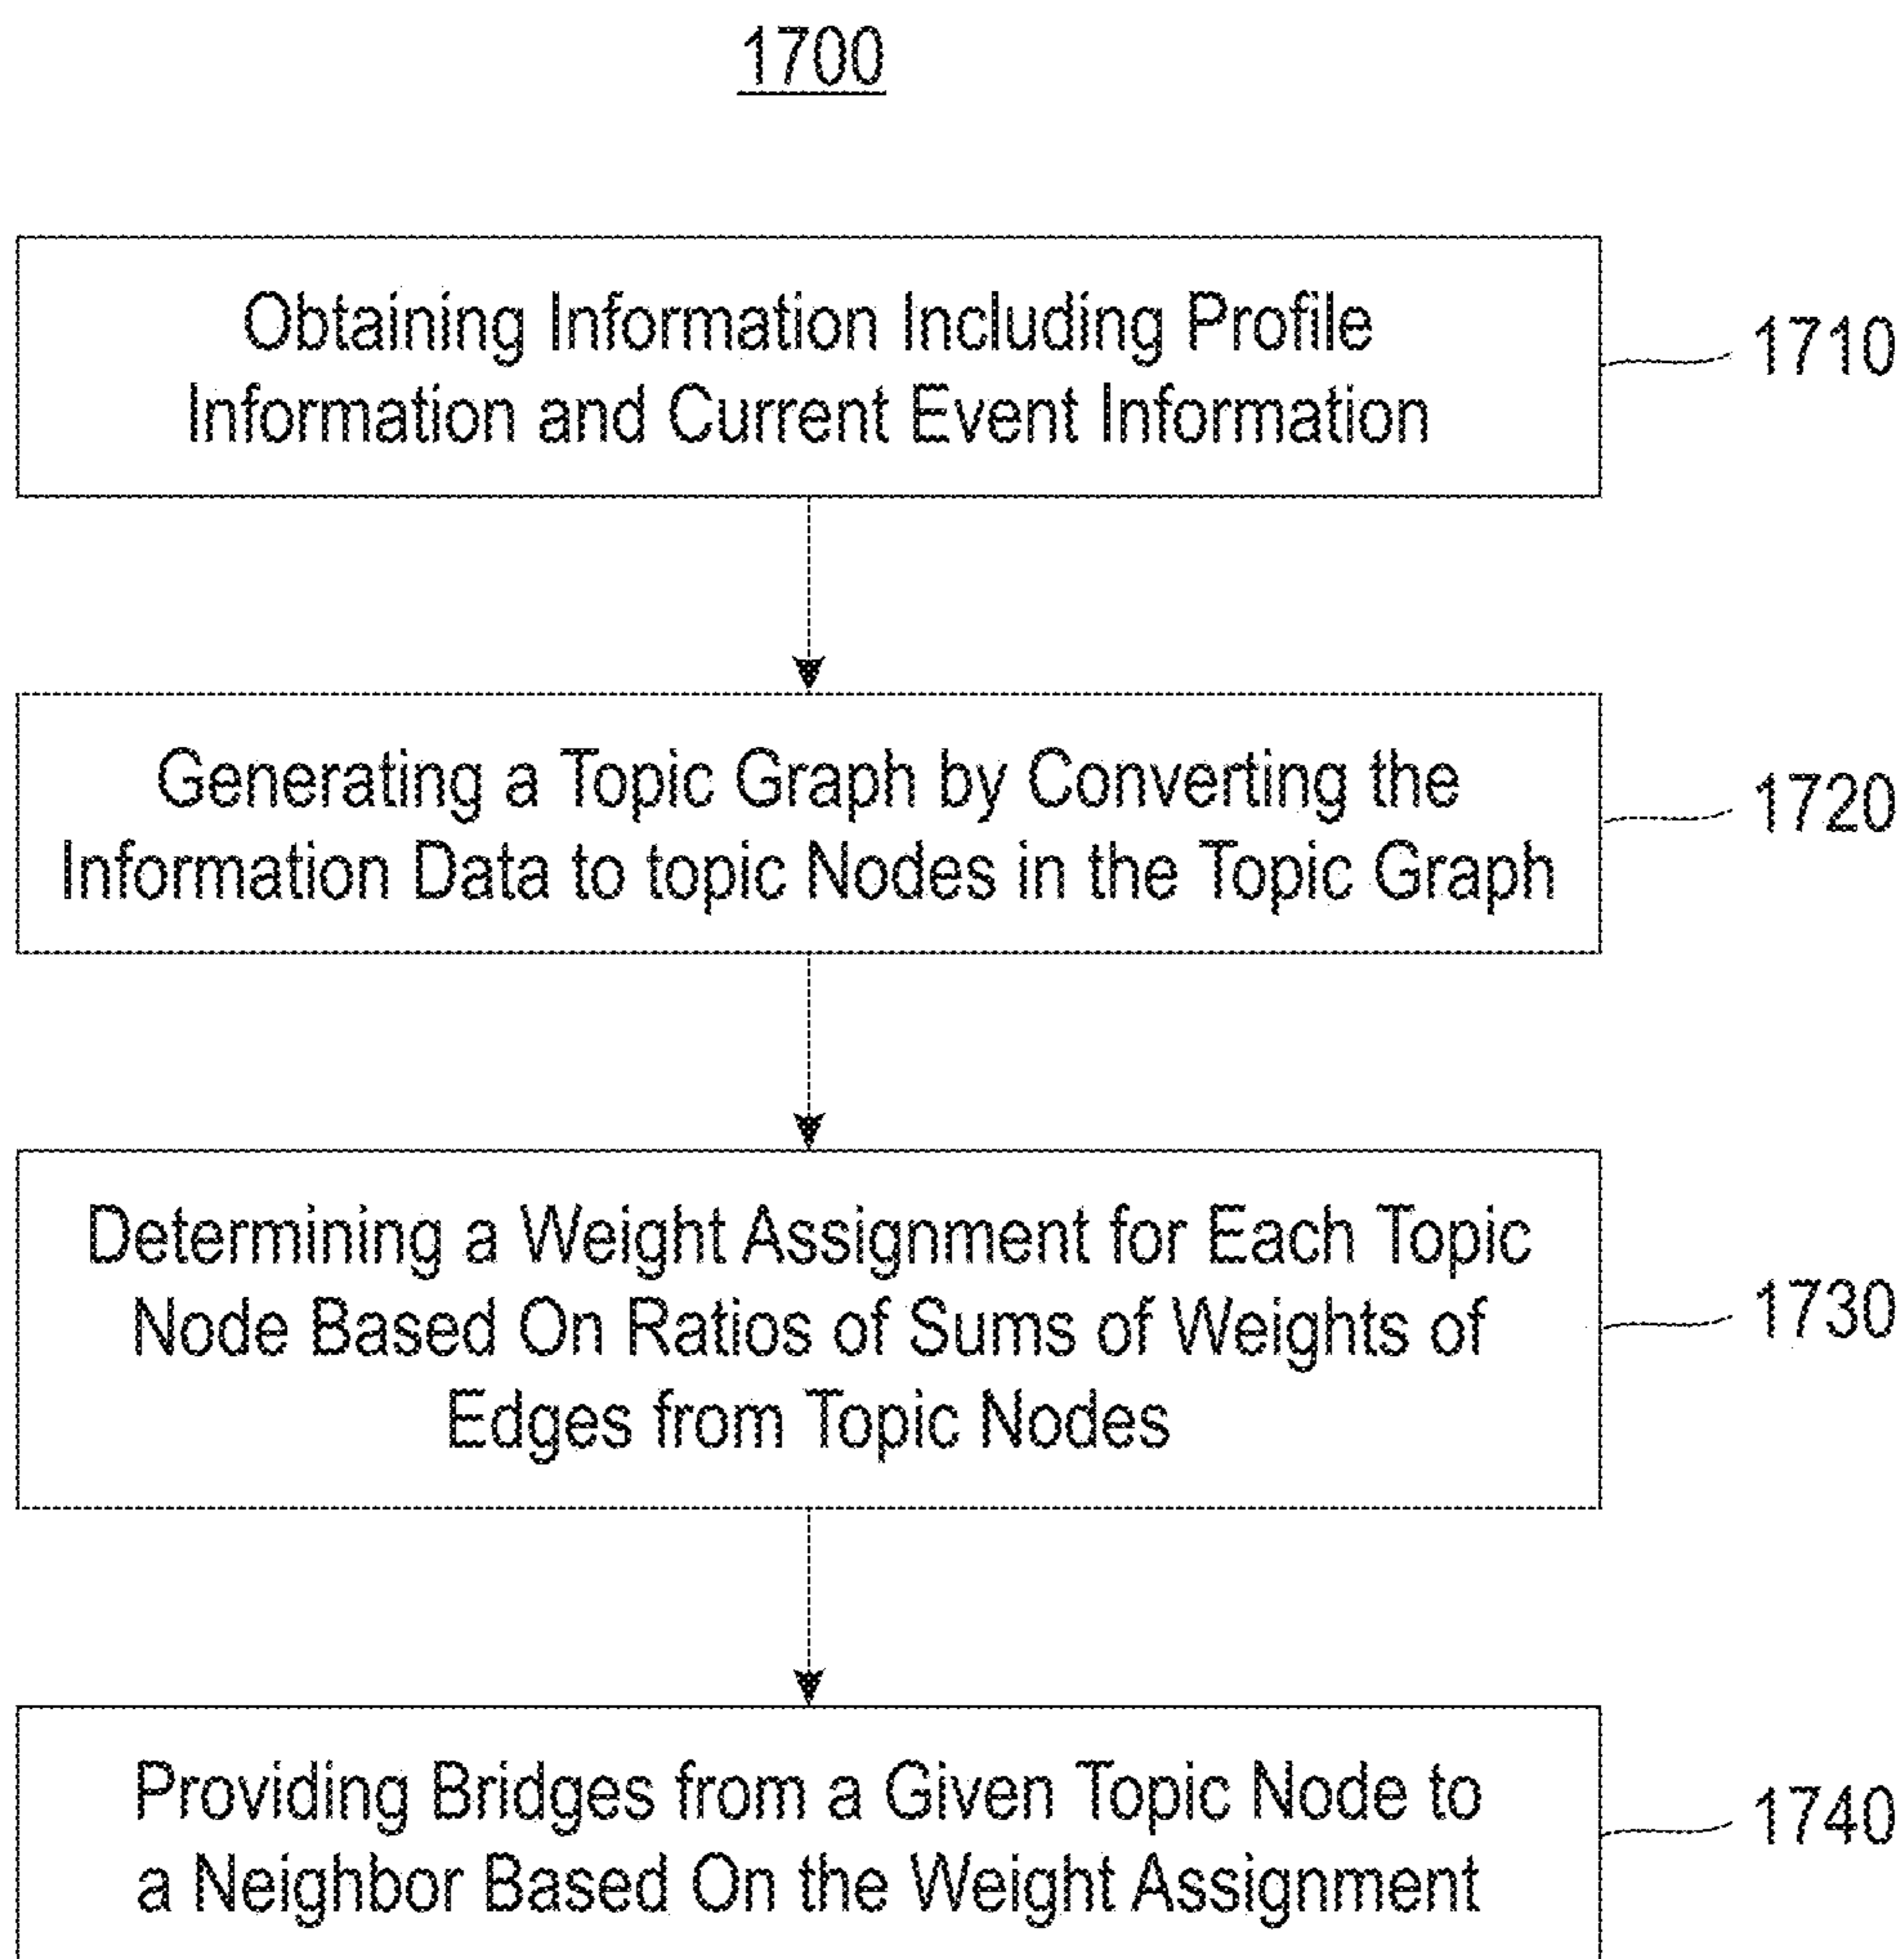 1700
Obtaining Information Including Profile
Information and Current Event Information
1710
Generating a Topic Graph by Converting the
Information Data to topic Nodes in the Topic Graph
1720
Determining a Weight Assignment for Each Topic
Node Based On Ratios of Sums of Weights of
Edges from Topic Nodes
1730
Providing Bridges from a Given Topic Node to
a Neighbor Based On the Weight Assignment
1740